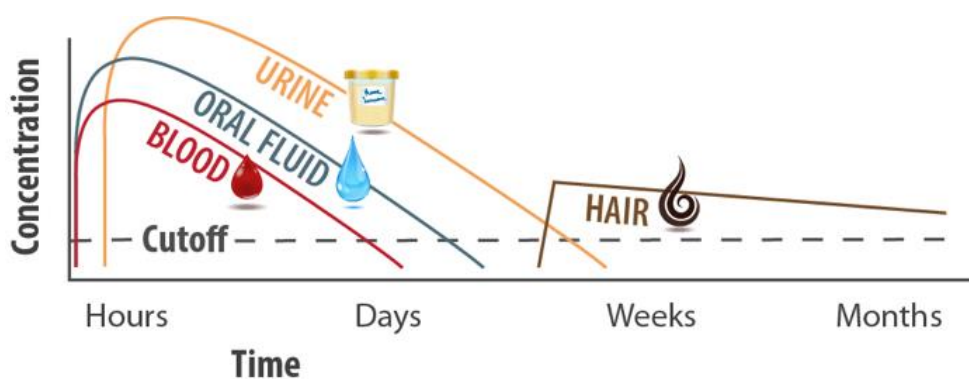 Concentration
URINE
ORAL FLUID
BLOOD
HAIR
Cutoff
Hours
Days
Weeks
Months
Time